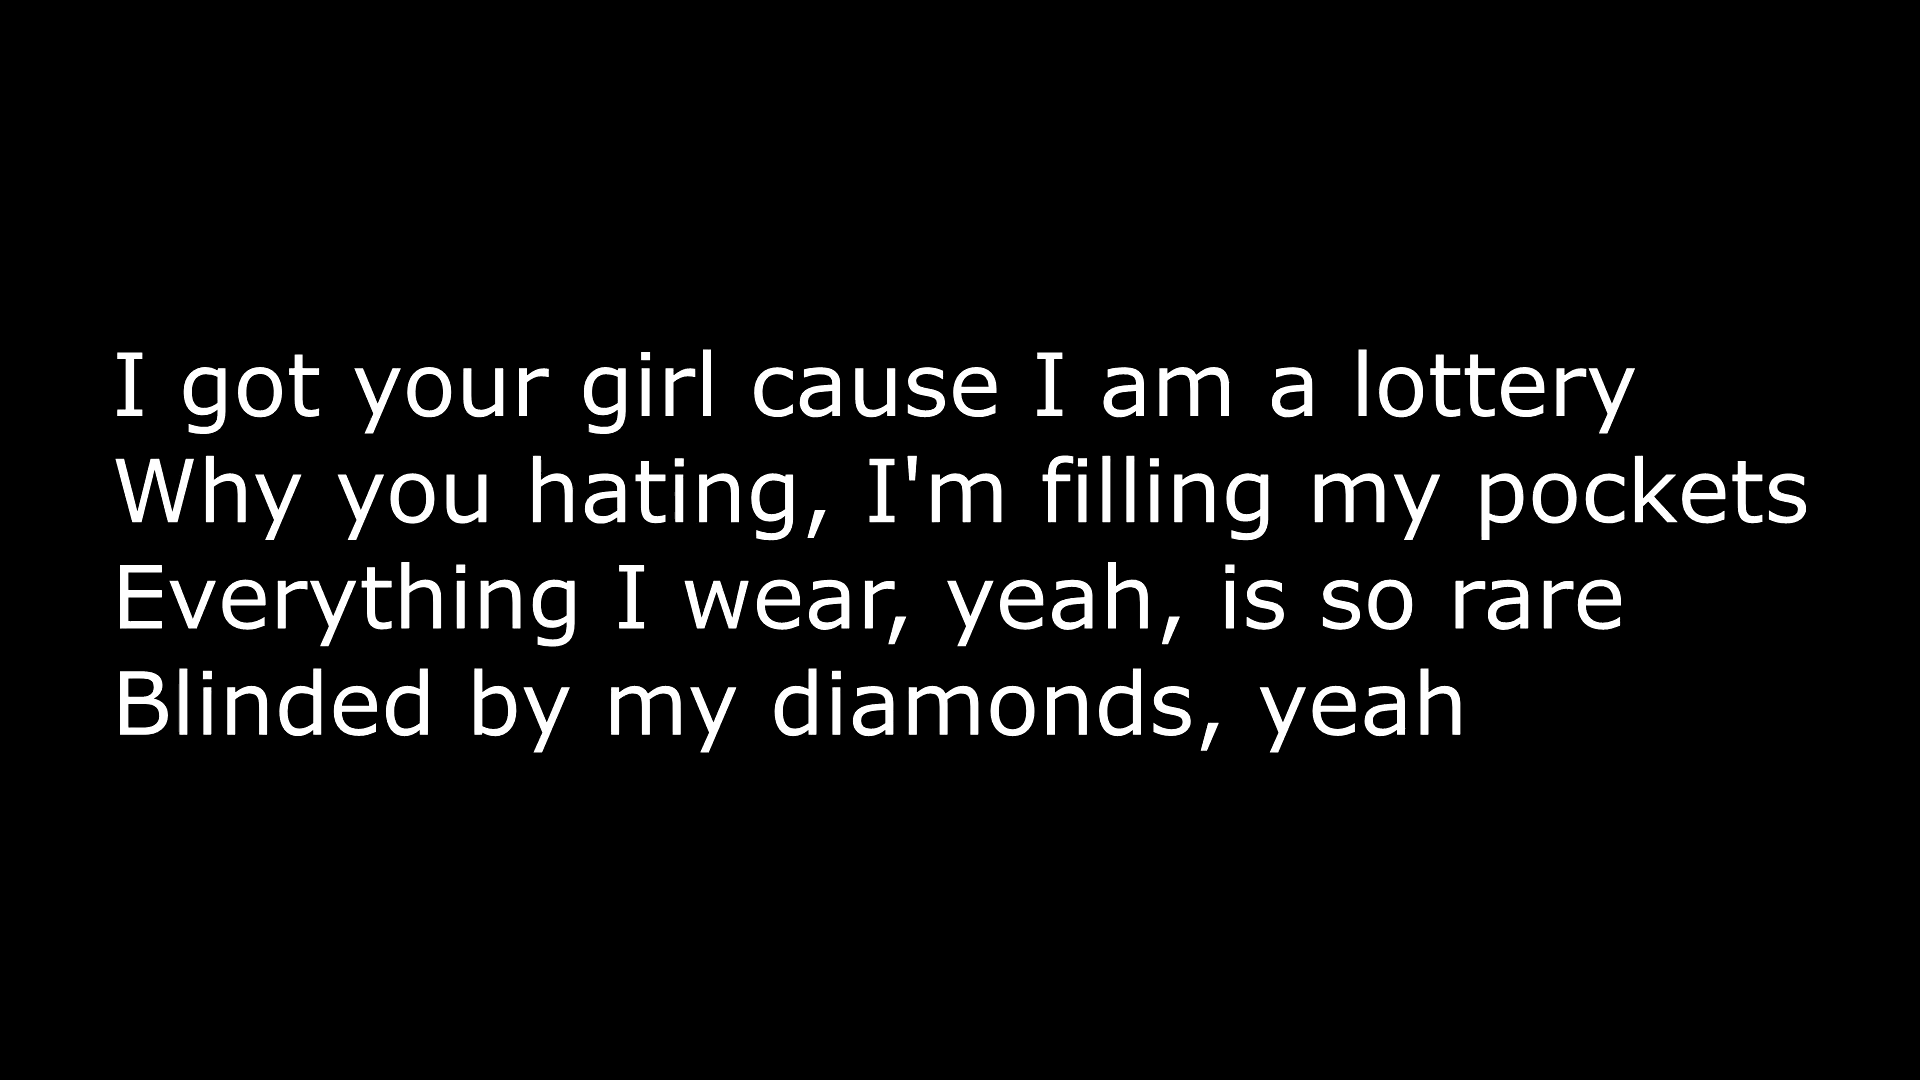 I got your girl cause I am a lottery
Why you hating, I'm filling my pockets
Everything I wear, yeah, is so rare
Blinded by my diamonds, yeah